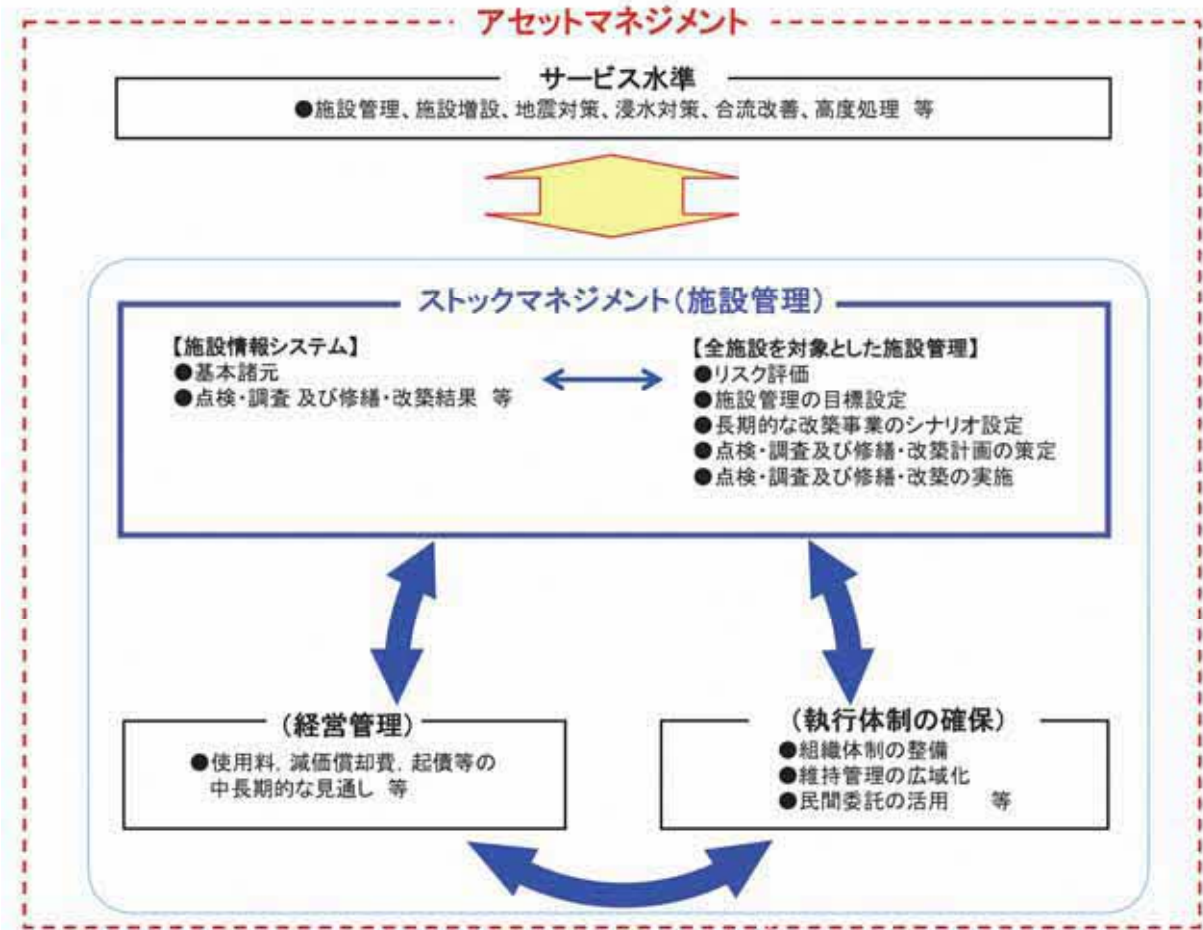 アセットマネジメント
サービス水準
●施設管理、施設増設、地震対策、浸水対策、合流改善、高度処理 等
ストックマネジメント(施設管理)
【施設情報システム】
●基本諸元
●点検・調査 及び修繕・改築結果 等
【全施設を対象とした施設管理】
●リスク評価
●施設管理の目標設定
●長期的な改築事業のシナリオ設定
●点検・調査及び修繕・改築計画の策定
●点検・調査及び修繕・改築の実施
(経営管理)
●使用料, 減価償却費, 起債等の
中長期的な見通し 等
(執行体制の確保)
●組織体制の整備
●維持管理の広域化
●民間委託の活用 等